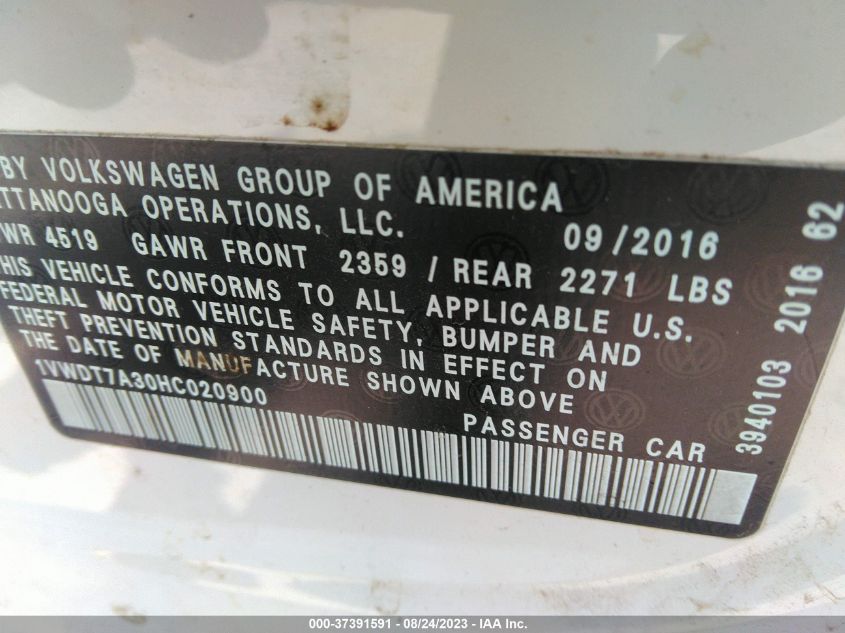 BY VOLKSWAGEN GROUP OF AMERICA
TTANOOGA OPERATIONS, LLC. 09/2016
WR 4519 GAWR FRONT 2359 / REAR 2271 LBS
HIS VEHICLE CONFORMS TO ALL APPLICABLE U.S.
FEDERAL MOTOR VEHICLE SAFETY, BUMPER AND
THEFT PREVENTION STANDARDS IN EFFECT ON
THE DATE OF MANUFACTURE SHOWN ABOVE
1VWDT7A30HC020900
PASSENGER CAR
3940103 2016 62
000-37391591 - 08/24/2023 - IAA Inc.